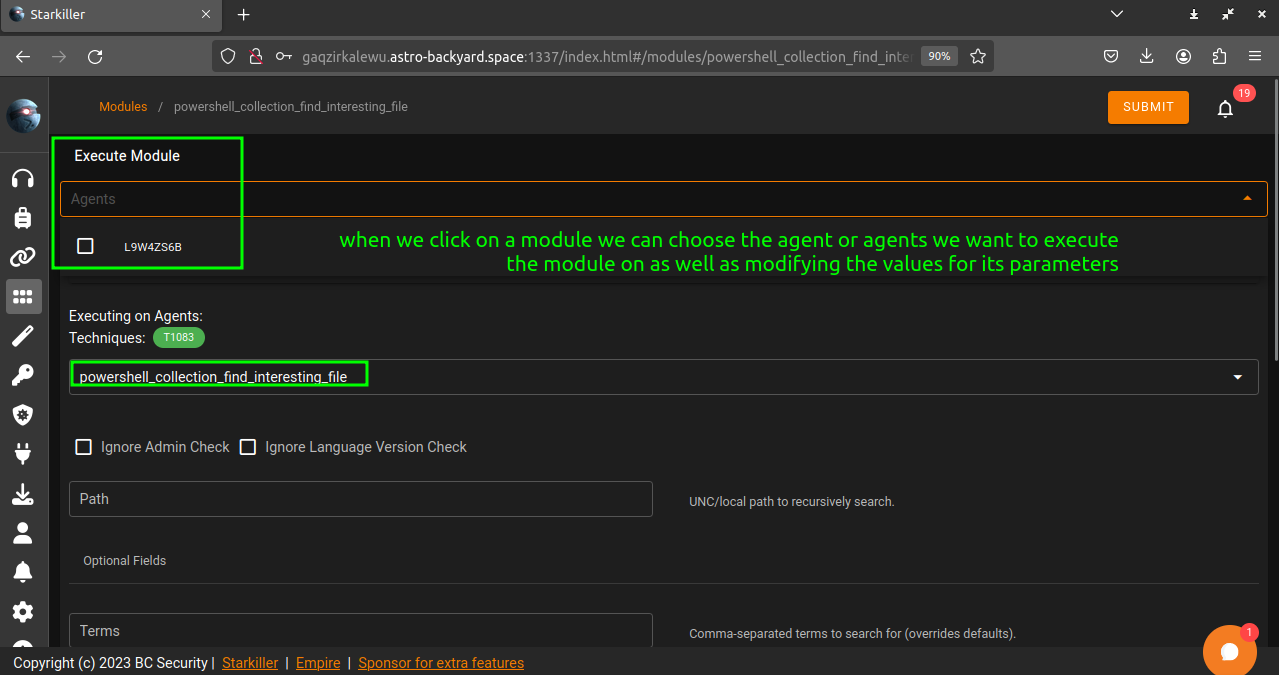 Starkiller
gaqzirkalewu.astro-backyard.space:1337/index.html#/modules/powershell_collection_find_inter
90%
Modules / powershell_collection_find_interesting_file
SUBMIT
19
Execute Module
Agents
L9W4ZS6B
when we click on a module we can choose the agent or agents we want to execute
the module on as well as modifying the values for its parameters
Executing on Agents:
Techniques: T1083
powershell_collection_find_interesting_file
Ignore Admin Check Ignore Language Version Check
Path
UNC/local path to recursively search.
Optional Fields
Terms
Comma-separated terms to search for (overrides defaults).
1
Copyright (c) 2023 BC Security | Starkiller | Empire | Sponsor for extra features